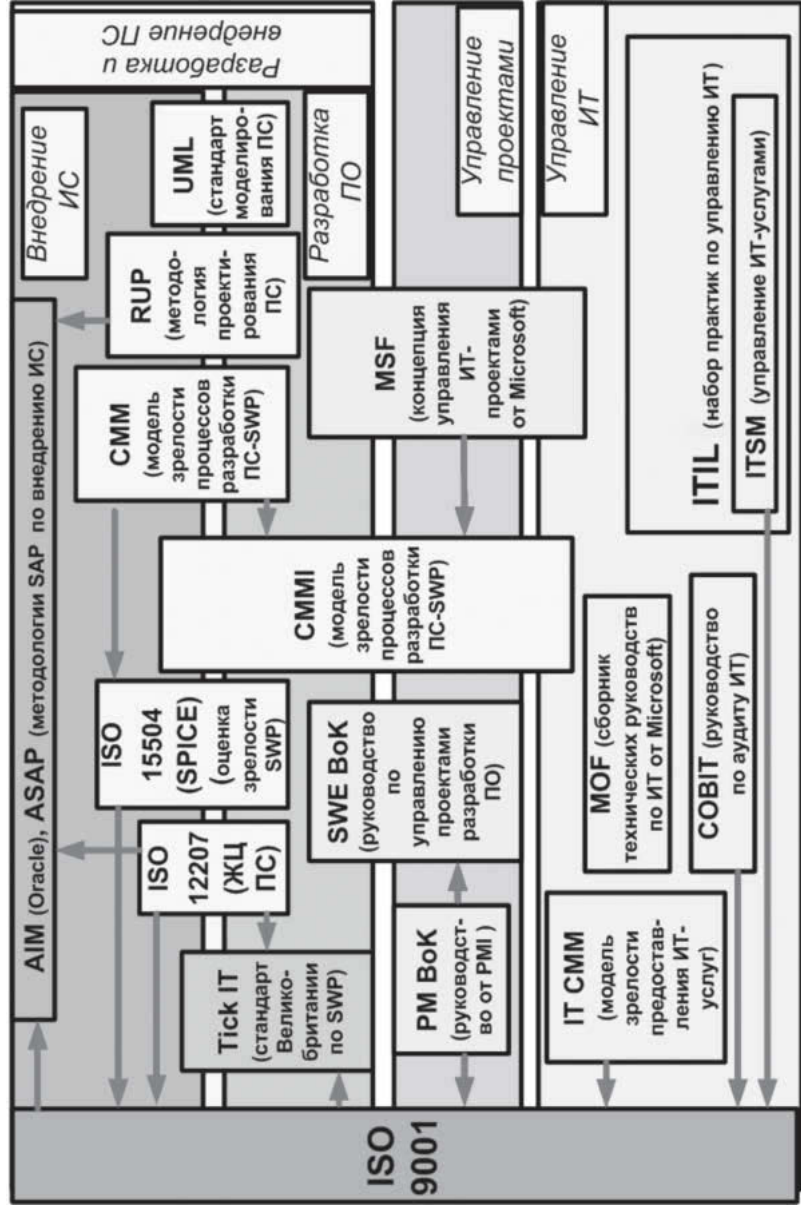 Разработка и
внедрение ПС
Внедрение
ИС
AIM (Oracle), ASAP (методологии SAP по внедрению ИС)
UML
(стандарт
моделиро-
вания ПС)
RUP
(методо-
логия
проекти-
рования
ПС)
CMM
(модель
зрелости
процессов
разработки
ПС-SWP)
ISO
15504
(SPICE)
(оценка
зрелости
SWP)
ISO
12207
(ЖЦ
ПС)
Разработка
ПО
Tick IT
(стандарт
Велико-
британии
по SWP)
CMMI
(модель
зрелости
процессов
разработки
ПС-SWP)
MSF
(концепция
управления
ИТ-
проектами
от Microsoft)
SWE BoK
(руководство
по
управлению
проектами
разработки
ПО)
PM BoK
(руководст-
во от PMI )
Управление
проектами
Управление
ИТ
IT CMM
(модель
зрелости
предостав-
ления ИТ-
услуг)
MOF (сборник
технических руководств
по ИТ от Microsoft)
COBIT (руководство
по аудиту ИТ)
ITIL (набор практик по управлению ИТ)
ITSM (управление ИТ-услугами)
ISO
9001